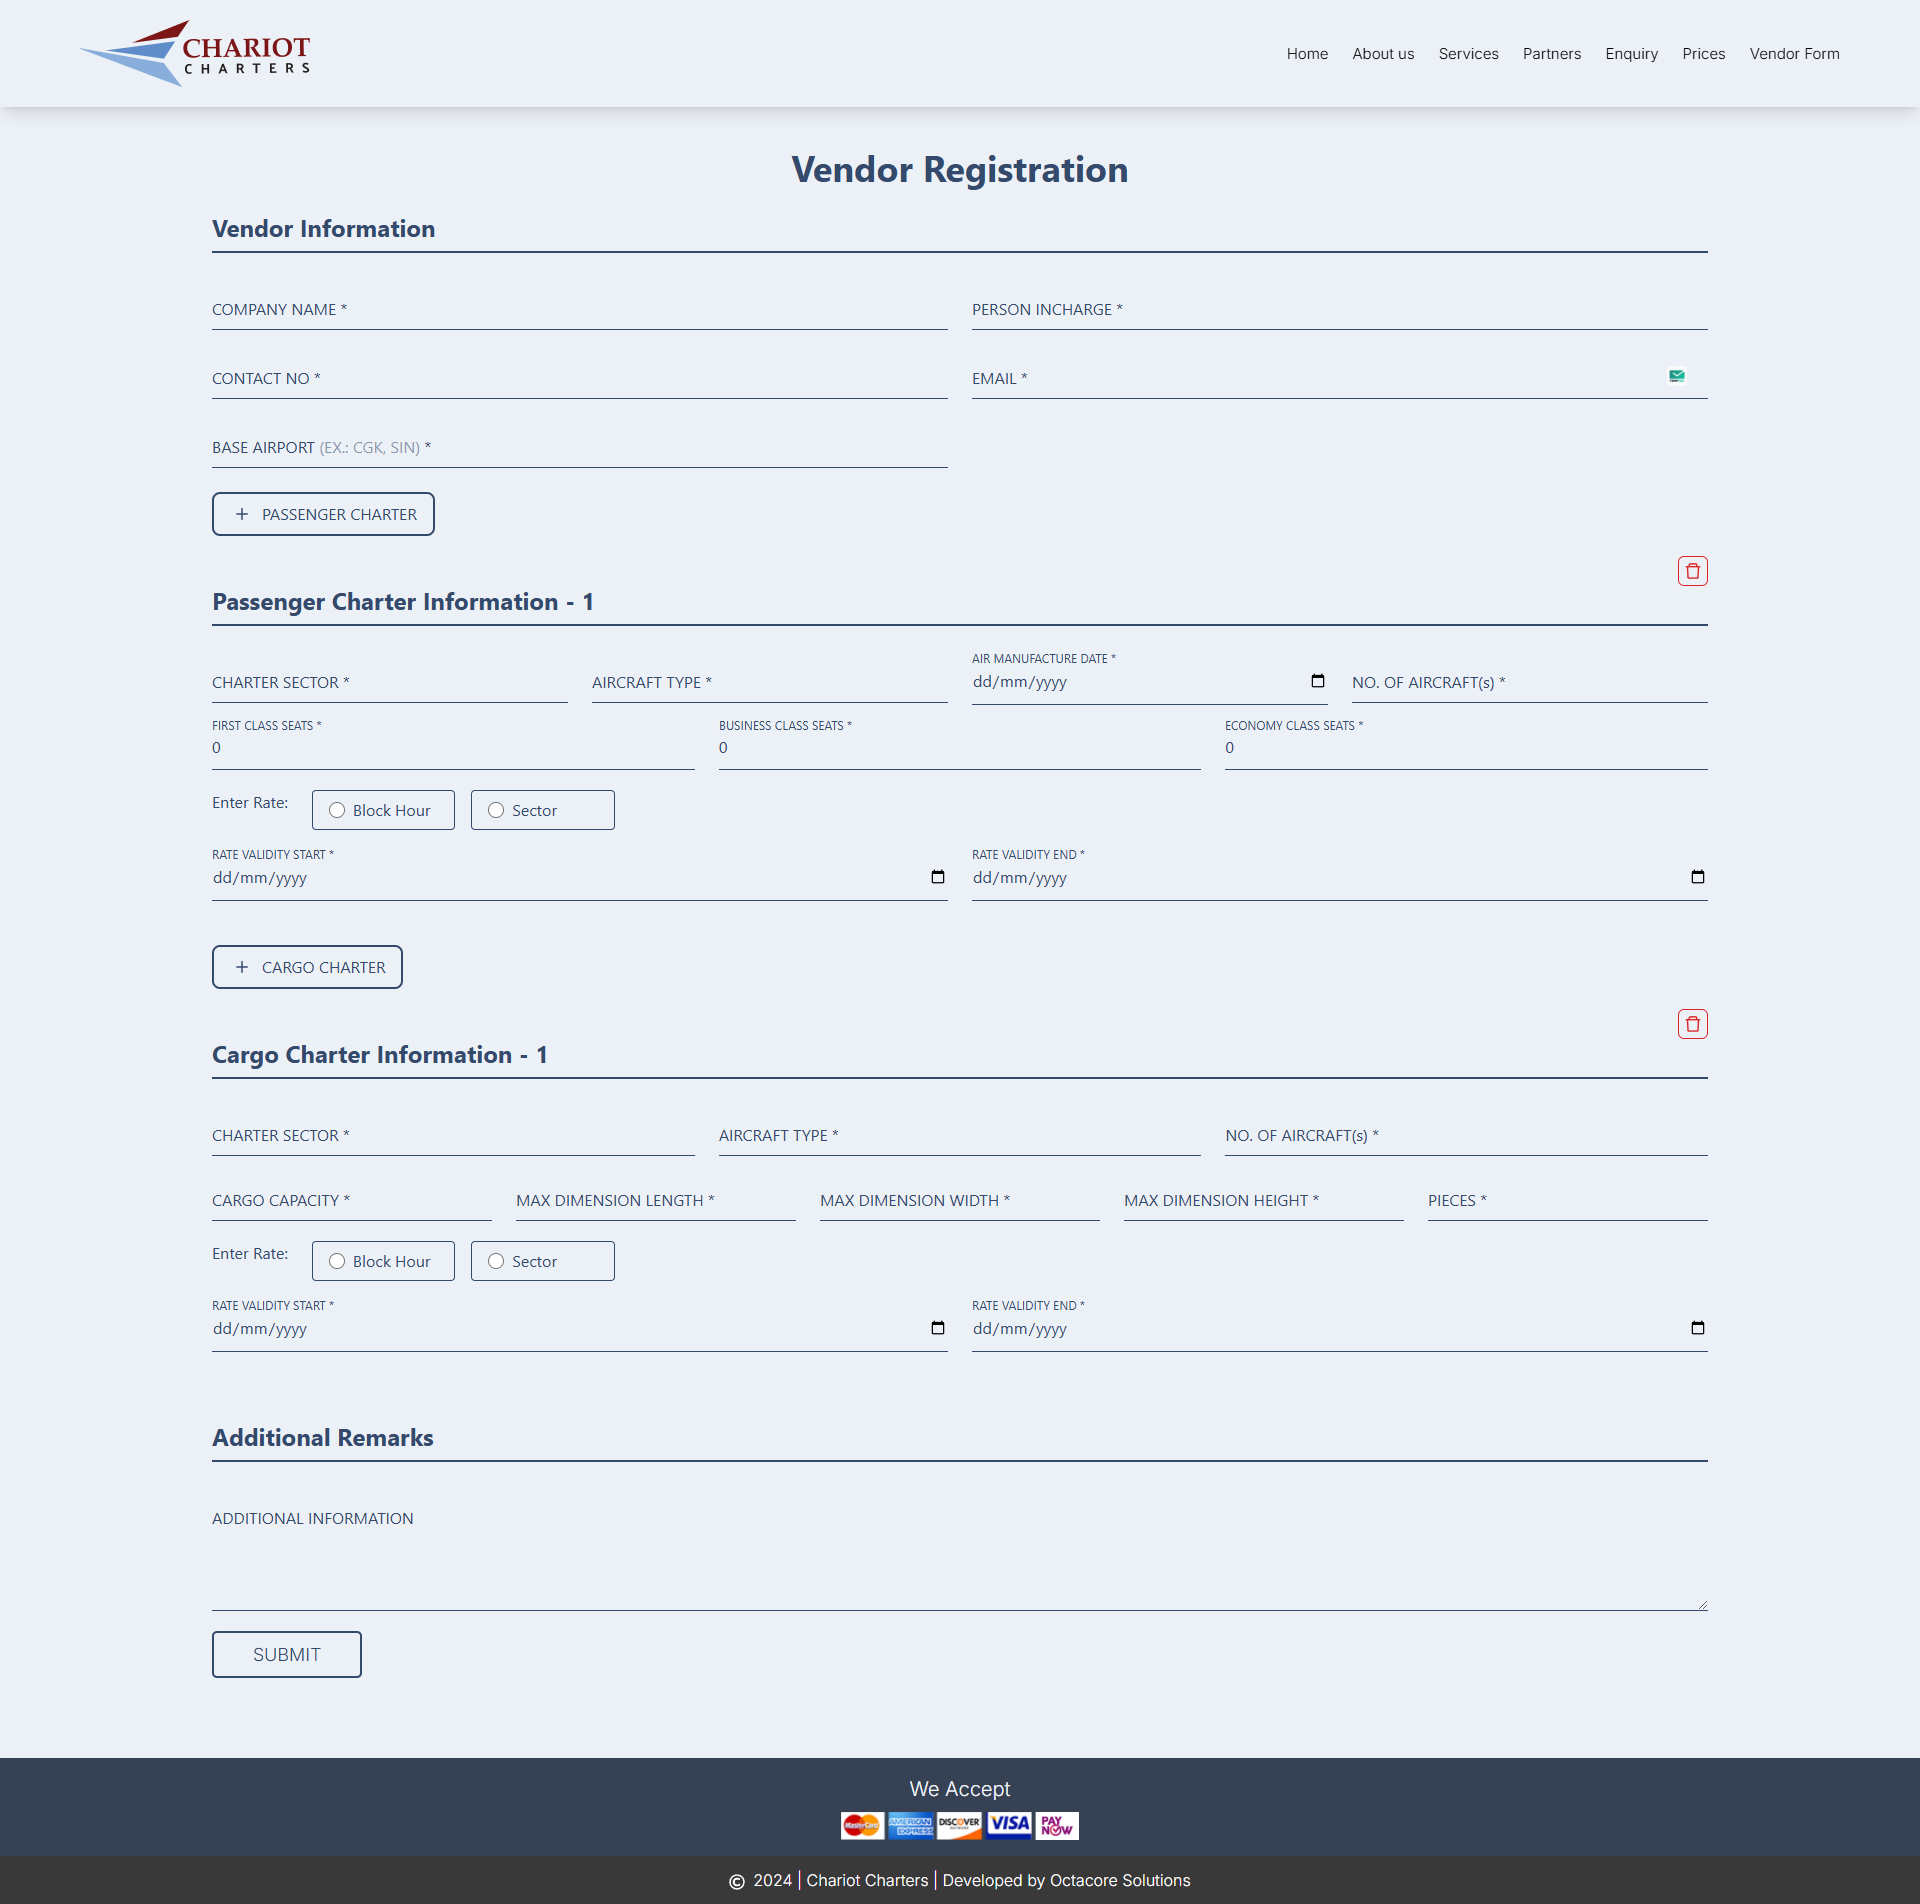 CHARIOT
CHARTERS
Home About us Services Partners Enquiry Prices Vendor Form
Vendor Registration
Vendor Information
COMPANY NAME * PERSON INCHARGE *
CONTACT NO * EMAIL *
BASE AIRPORT (EX.: CGK, SIN) *
+ PASSENGER CHARTER
Passenger Charter Information - 1
AIR MANUFACTURE DATE *
CHARTER SECTOR * AIRCRAFT TYPE * dd/mm/yyyy NO. OF AIRCRAFT(s) *
FIRST CLASS SEATS * BUSINESS CLASS SEATS * ECONOMY CLASS SEATS *
0 0 0
Enter Rate: Block Hour Sector
RATE VALIDITY START * RATE VALIDITY END *
dd/mm/yyyy dd/mm/yyyy
+ CARGO CHARTER
Cargo Charter Information - 1
CHARTER SECTOR * AIRCRAFT TYPE * NO. OF AIRCRAFT(s) *
CARGO CAPACITY * MAX DIMENSION LENGTH * MAX DIMENSION WIDTH * MAX DIMENSION HEIGHT * PIECES *
Enter Rate: Block Hour Sector
RATE VALIDITY START * RATE VALIDITY END *
dd/mm/yyyy dd/mm/yyyy
Additional Remarks
ADDITIONAL INFORMATION
SUBMIT
We Accept
MasterCard AMERICAN EXPRESS DISCOVER NETWORK VISA PAY NOW
© 2024 | Chariot Charters | Developed by Octacore Solutions